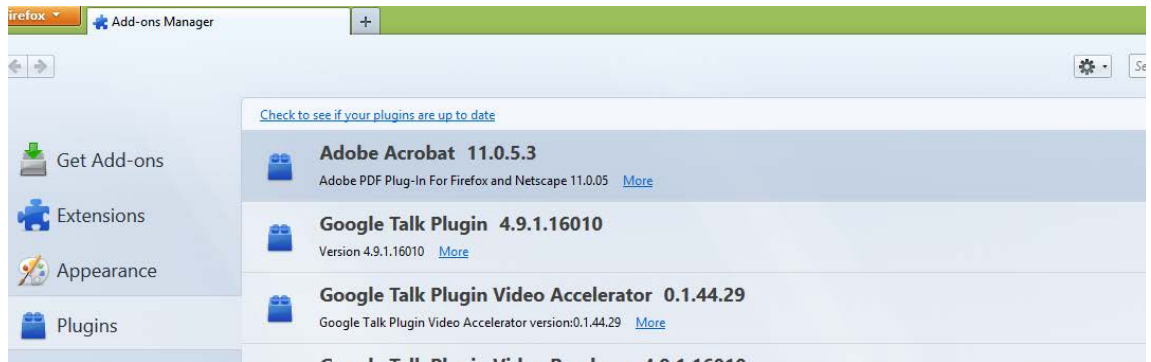 irefox
Add-ons Manager
Se
Check to see if your plugins are up to date
Get Add-ons
Adobe Acrobat 11.0.5.3
Adobe PDF Plug-In For Firefox and Netscape 11.0.05 More
Extensions
Google Talk Plugin 4.9.1.16010
Version 4.9.1.16010 More
Appearance
Google Talk Plugin Video Accelerator 0.1.44.29
Google Talk Plugin Video Accelerator version:0.1.44.29 More
Plugins